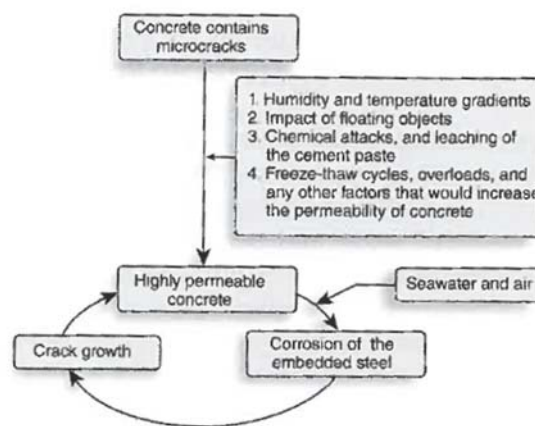 Concrete contains
microcracks
1. Humidity and temperature gradients
2. Impact of floating objects
3. Chemical attacks, and leaching of
the cement paste
4. Freeze-thaw cycles, overloads, and
any other factors that would increase
the permeability of concrete
Highly permeable
concrete
Seawater and air
Crack growth
Corrosion of the
embedded steel